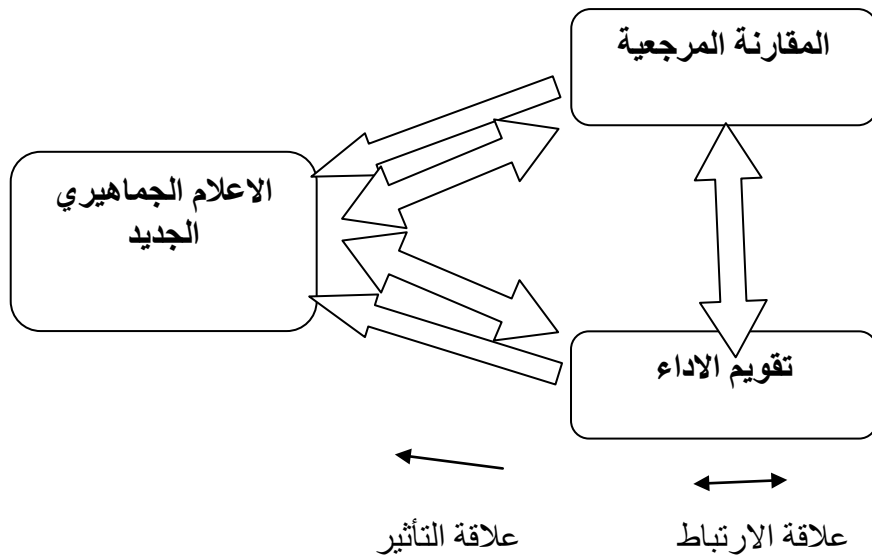 المقارنة المرجعية
الاعلام الجماهيري
الجديد
تقويم الاداء
علاقة الارتباط
علاقة التأثير